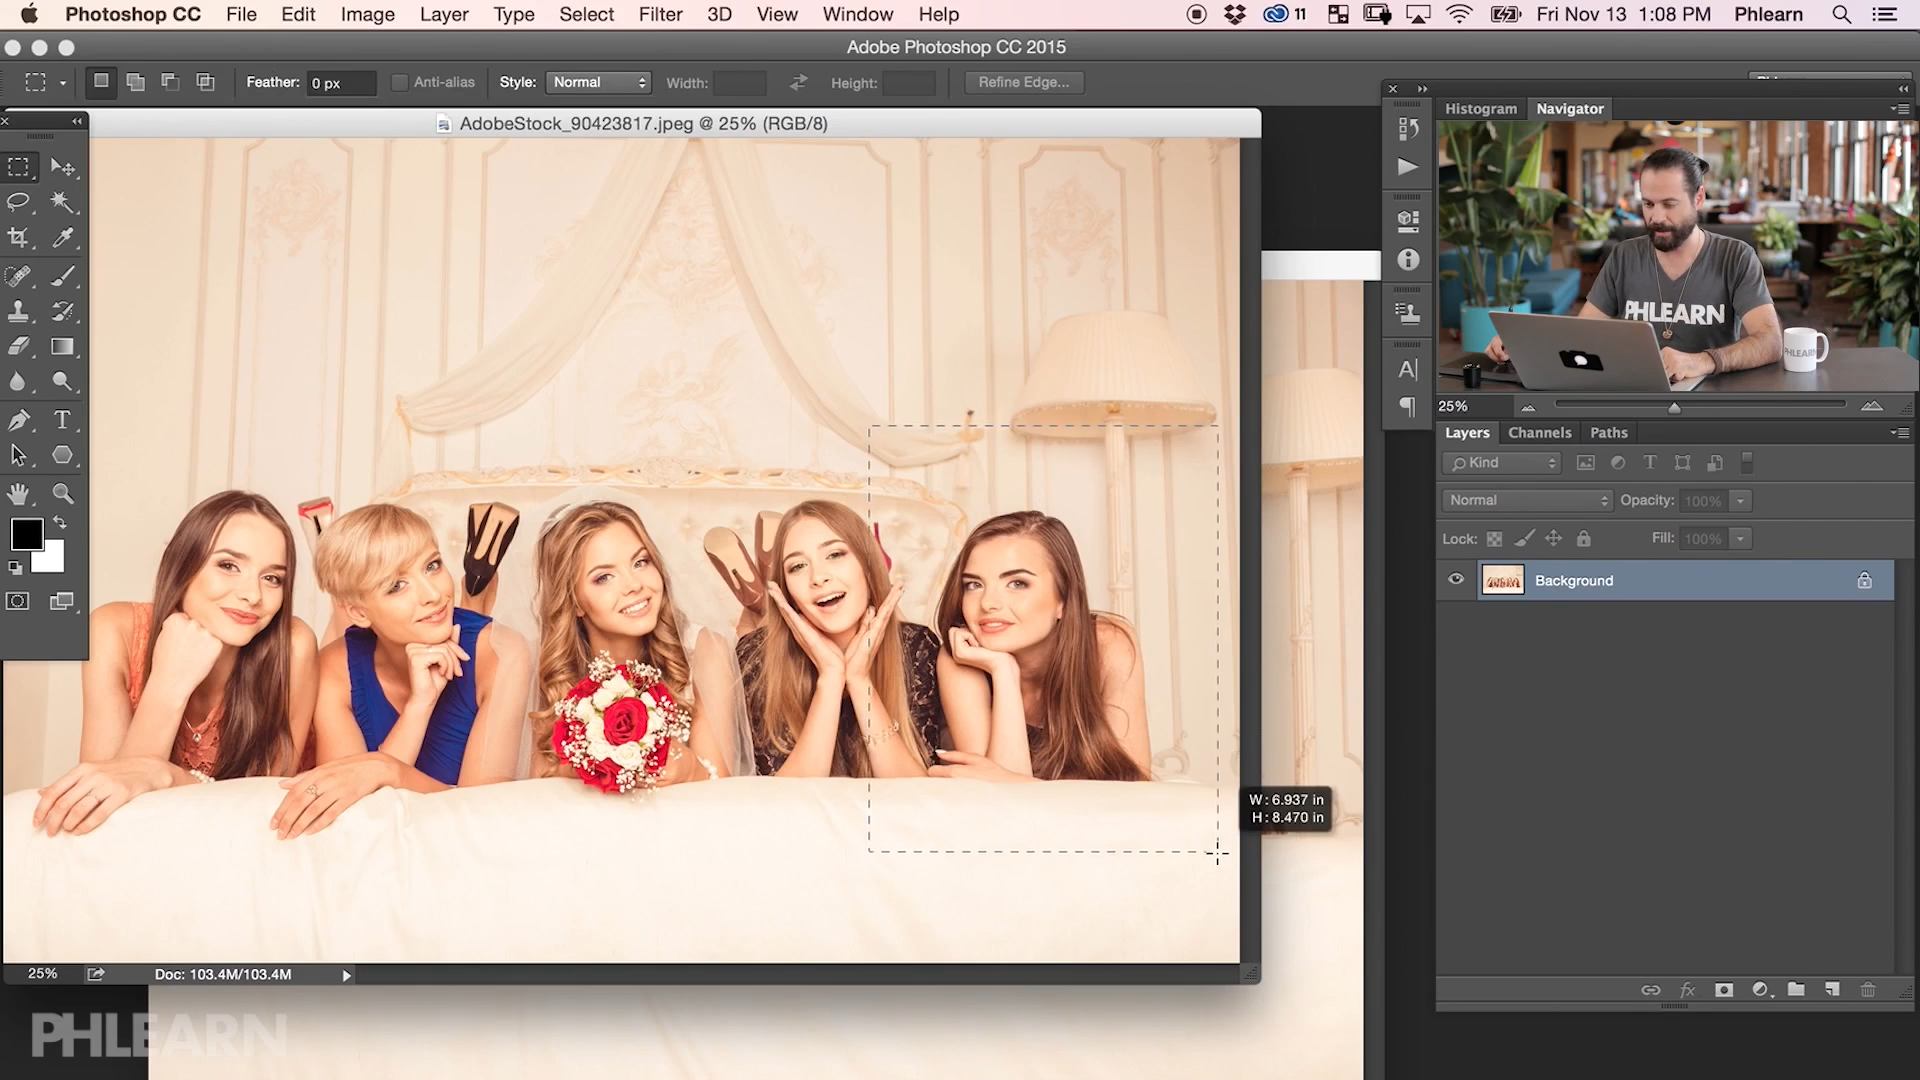 Photoshop CC File Edit Image Layer Type Select Filter 3D View Window Help 11 Fri Nov 13 1:08 PM Phlearn
Adobe Photoshop CC 2015
Feather: 0 px Anti-alias Style: Normal Width: Height: Refine Edge...
AdobeStock_90423817.jpeg @ 25% (RGB/8)
Histogram Navigator
PHLEARN
PHLEARN
25%
Layers Channels Paths
Kind
Normal Opacity: 100%
Lock: Fill: 100%
Background
W: 6.937 in
H: 8.470 in
25% Doc: 103.4M/103.4M
PHLEARN